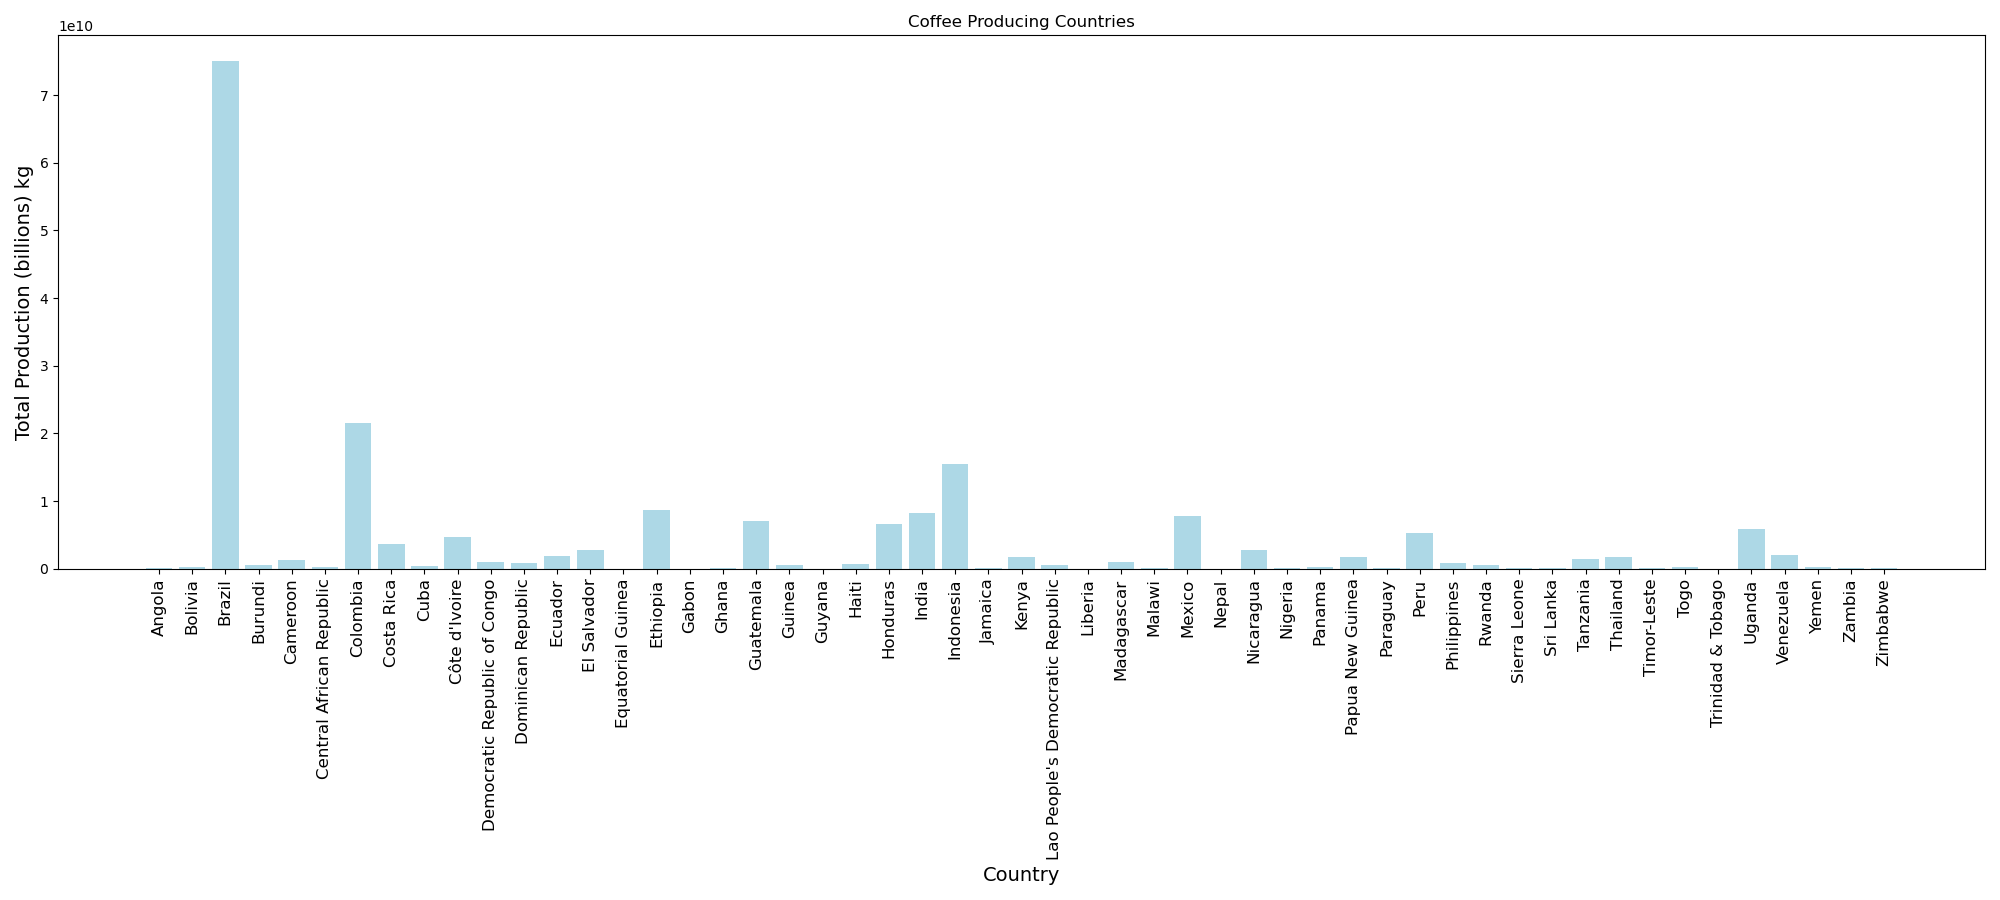 Coffee Producing Countries
1e10
Total Production (billions) kg
7
6
5
4
3
2
1
0
Angola
Bolivia
Brazil
Burundi
Cameroon
Central African Republic
Colombia
Costa Rica
Cuba
Côte d'Ivoire
Democratic Republic of Congo
Dominican Republic
Ecuador
El Salvador
Equatorial Guinea
Ethiopia
Gabon
Ghana
Guatemala
Guinea
Guyana
Haiti
Honduras
India
Indonesia
Jamaica
Kenya
Lao People's Democratic Republic
Liberia
Madagascar
Malawi
Mexico
Nepal
Nicaragua
Nigeria
Panama
Papua New Guinea
Paraguay
Peru
Philippines
Rwanda
Sierra Leone
Sri Lanka
Tanzania
Thailand
Timor-Leste
Togo
Trinidad & Tobago
Uganda
Venezuela
Yemen
Zambia
Zimbabwe
Country